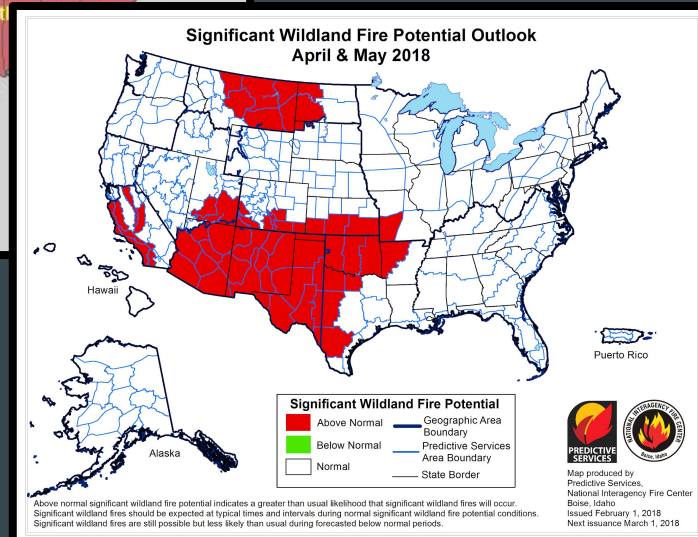 Significant Wildland Fire Potential Outlook
April & May 2018
Hawaii
Alaska
Puerto Rico
Significant Wildland Fire Potential
Above Normal
Below Normal
Normal
Geographic Area
Boundary
Predictive Services
Area Boundary
State Border
PREDICTIVE
SERVICES
NATIONAL INTERAGENCY FIRE CENTER
Boise, Idaho
Map produced by
Predictive Services,
National Interagency Fire Center
Boise, Idaho
Issued February 1, 2018
Next issuance March 1, 2018
Above normal significant wildland fire potential indicates a greater than usual likelihood that significant wildland fires will occur.
Significant wildland fires should be expected at typical times and intervals during normal significant wildland fire potential conditions.
Significant wildland fires are still possible but less likely than usual during forecasted below normal periods.